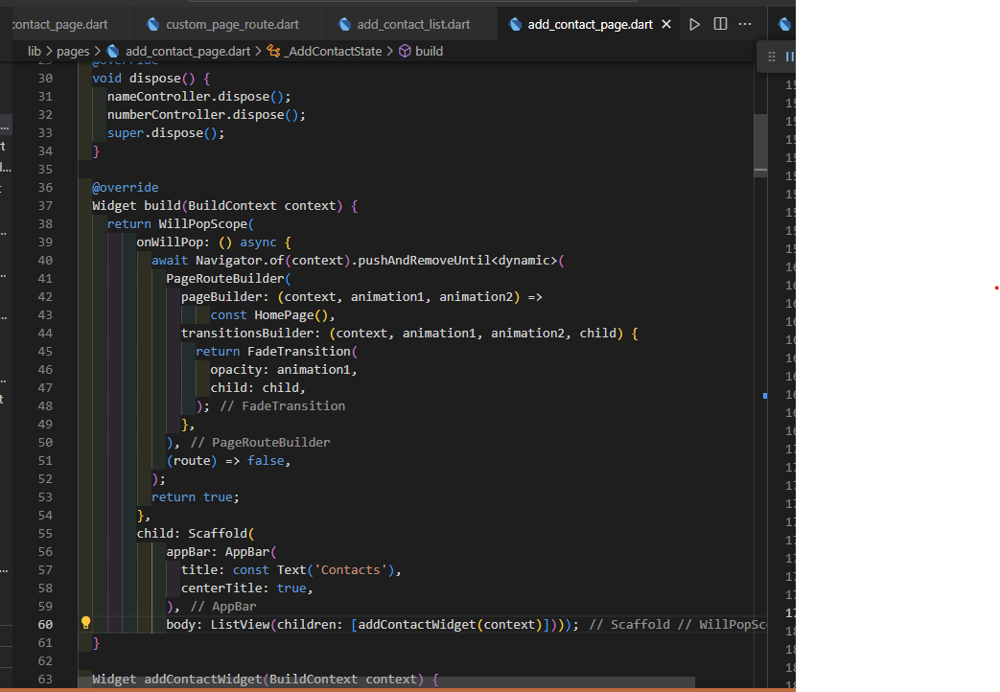 contact_page.dart
custom_page_route.dart
add_contact_list.dart
add_contact_page.dart
lib > pages > add_contact_page.dart > _AddContactState > build
29 @override
30 void dispose() {
31 nameController.dispose();
32 numberController.dispose();
33 super.dispose();
34 }
35
36 @override
37 Widget build(BuildContext context) {
38 return WillPopScope(
39 onWillPop: () async {
40 await Navigator.of(context).pushAndRemoveUntil<dynamic>(
41 PageRouteBuilder(
42 pageBuilder: (context, animation1, animation2) =>
43 const HomePage(),
44 transitionsBuilder: (context, animation1, animation2, child) {
45 return FadeTransition(
46 opacity: animation1,
47 child: child,
48 ); // FadeTransition
49 },
50 ), // PageRouteBuilder
51 (route) => false,
52 );
53 return true;
54 },
55 child: Scaffold(
56 appBar: AppBar(
57 title: const Text('Contacts'),
58 centerTitle: true,
59 ), // AppBar
60 body: ListView(children: [addContactWidget(context)]))); // Scaffold // WillPopSc
61 }
62
63 Widget addContactWidget(BuildContext context) {